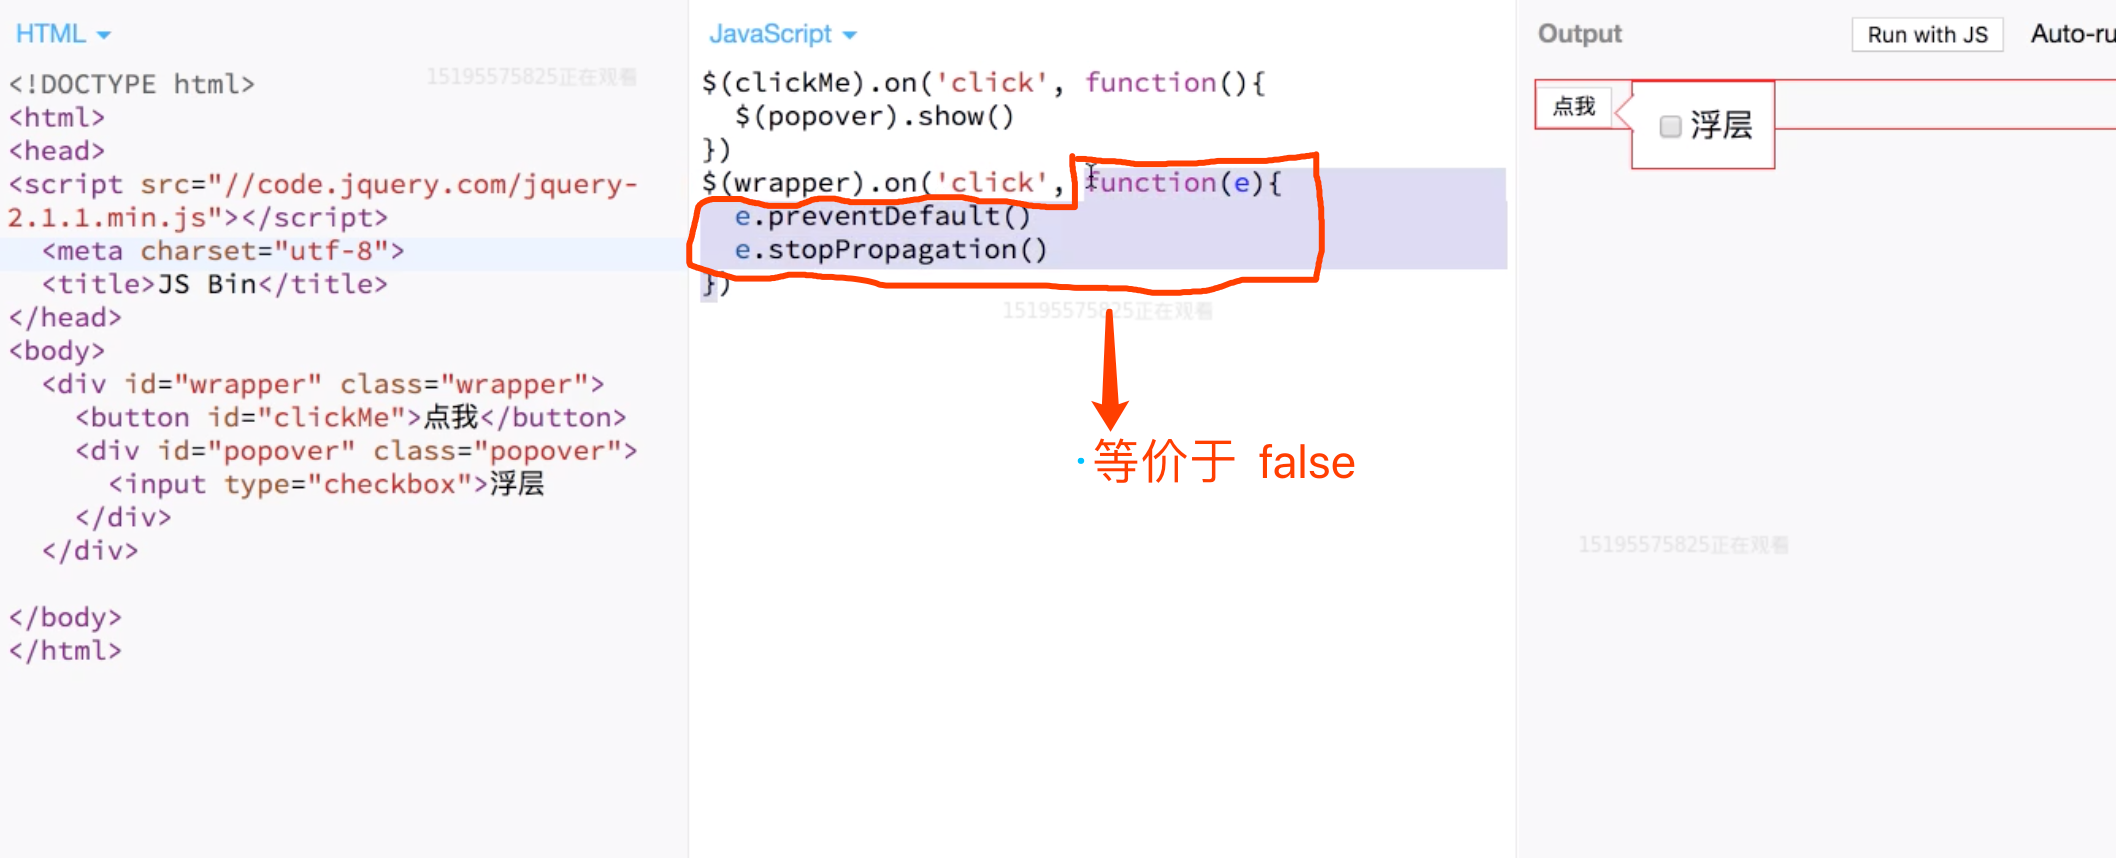 HTML
<!DOCTYPE html>
15195575825正在观看
<html>
<head>
<script src="//code.jquery.com/jquery-
2.1.1.min.js"></script>
<meta charset="utf-8">
<title>JS Bin</title>
</head>
<body>
<div id="wrapper" class="wrapper">
<button id="clickMe">点我</button>
<div id="popover" class="popover">
<input type="checkbox">浮层
</div>
</div>
</body>
</html>
JavaScript
$(clickMe).on('click', function(){
$(popover).show()
})
$(wrapper).on('click', function(e){
e.preventDefault()
e.stopPropagation()
})
15195575825正在观看
等价于 false
Output
Run with JS
Auto-ru
点我
浮层
15195575825正在观看